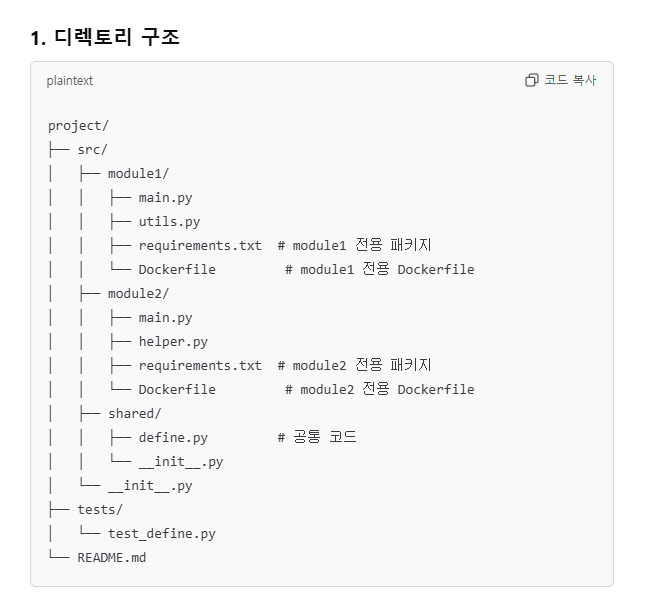 1. 디렉토리 구조
plaintext 코드 복사
project/
├── src/
│   ├── module1/
│   │   ├── main.py
│   │   ├── utils.py
│   │   ├── requirements.txt  # module1 전용 패키지
│   │   └── Dockerfile         # module1 전용 Dockerfile
│   ├── module2/
│   │   ├── main.py
│   │   ├── helper.py
│   │   ├── requirements.txt  # module2 전용 패키지
│   │   └── Dockerfile         # module2 전용 Dockerfile
│   ├── shared/
│   │   ├── define.py         # 공통 코드
│   │   └── __init__.py
│   └── __init__.py
├── tests/
│   └── test_define.py
└── README.md